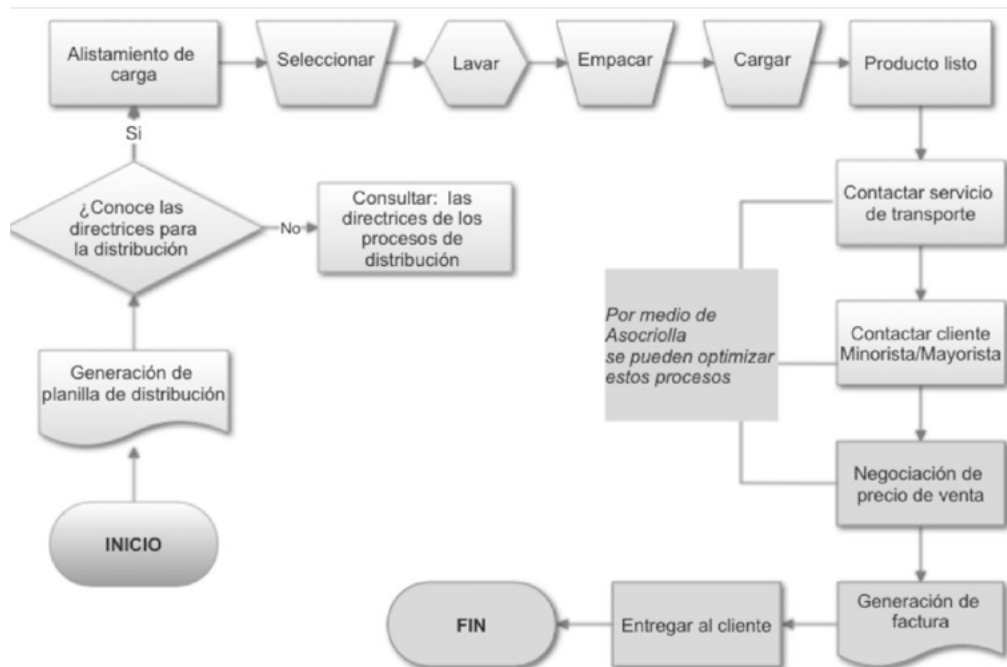 Alistamiento de
carga
Seleccionar
Lavar
Empacar
Cargar
Producto listo
Si
¿Conoce las
directrices para
la distribución
No
Consultar: las
directrices de los
procesos de
distribución
Contactar servicio
de transporte
Por medio de
Asocriolla
se pueden optimizar
estos procesos
Contactar cliente
Minorista/Mayorista
Generación de
planilla de distribución
Negociación de
precio de venta
INICIO
Generación de
factura
Entregar al cliente
FIN